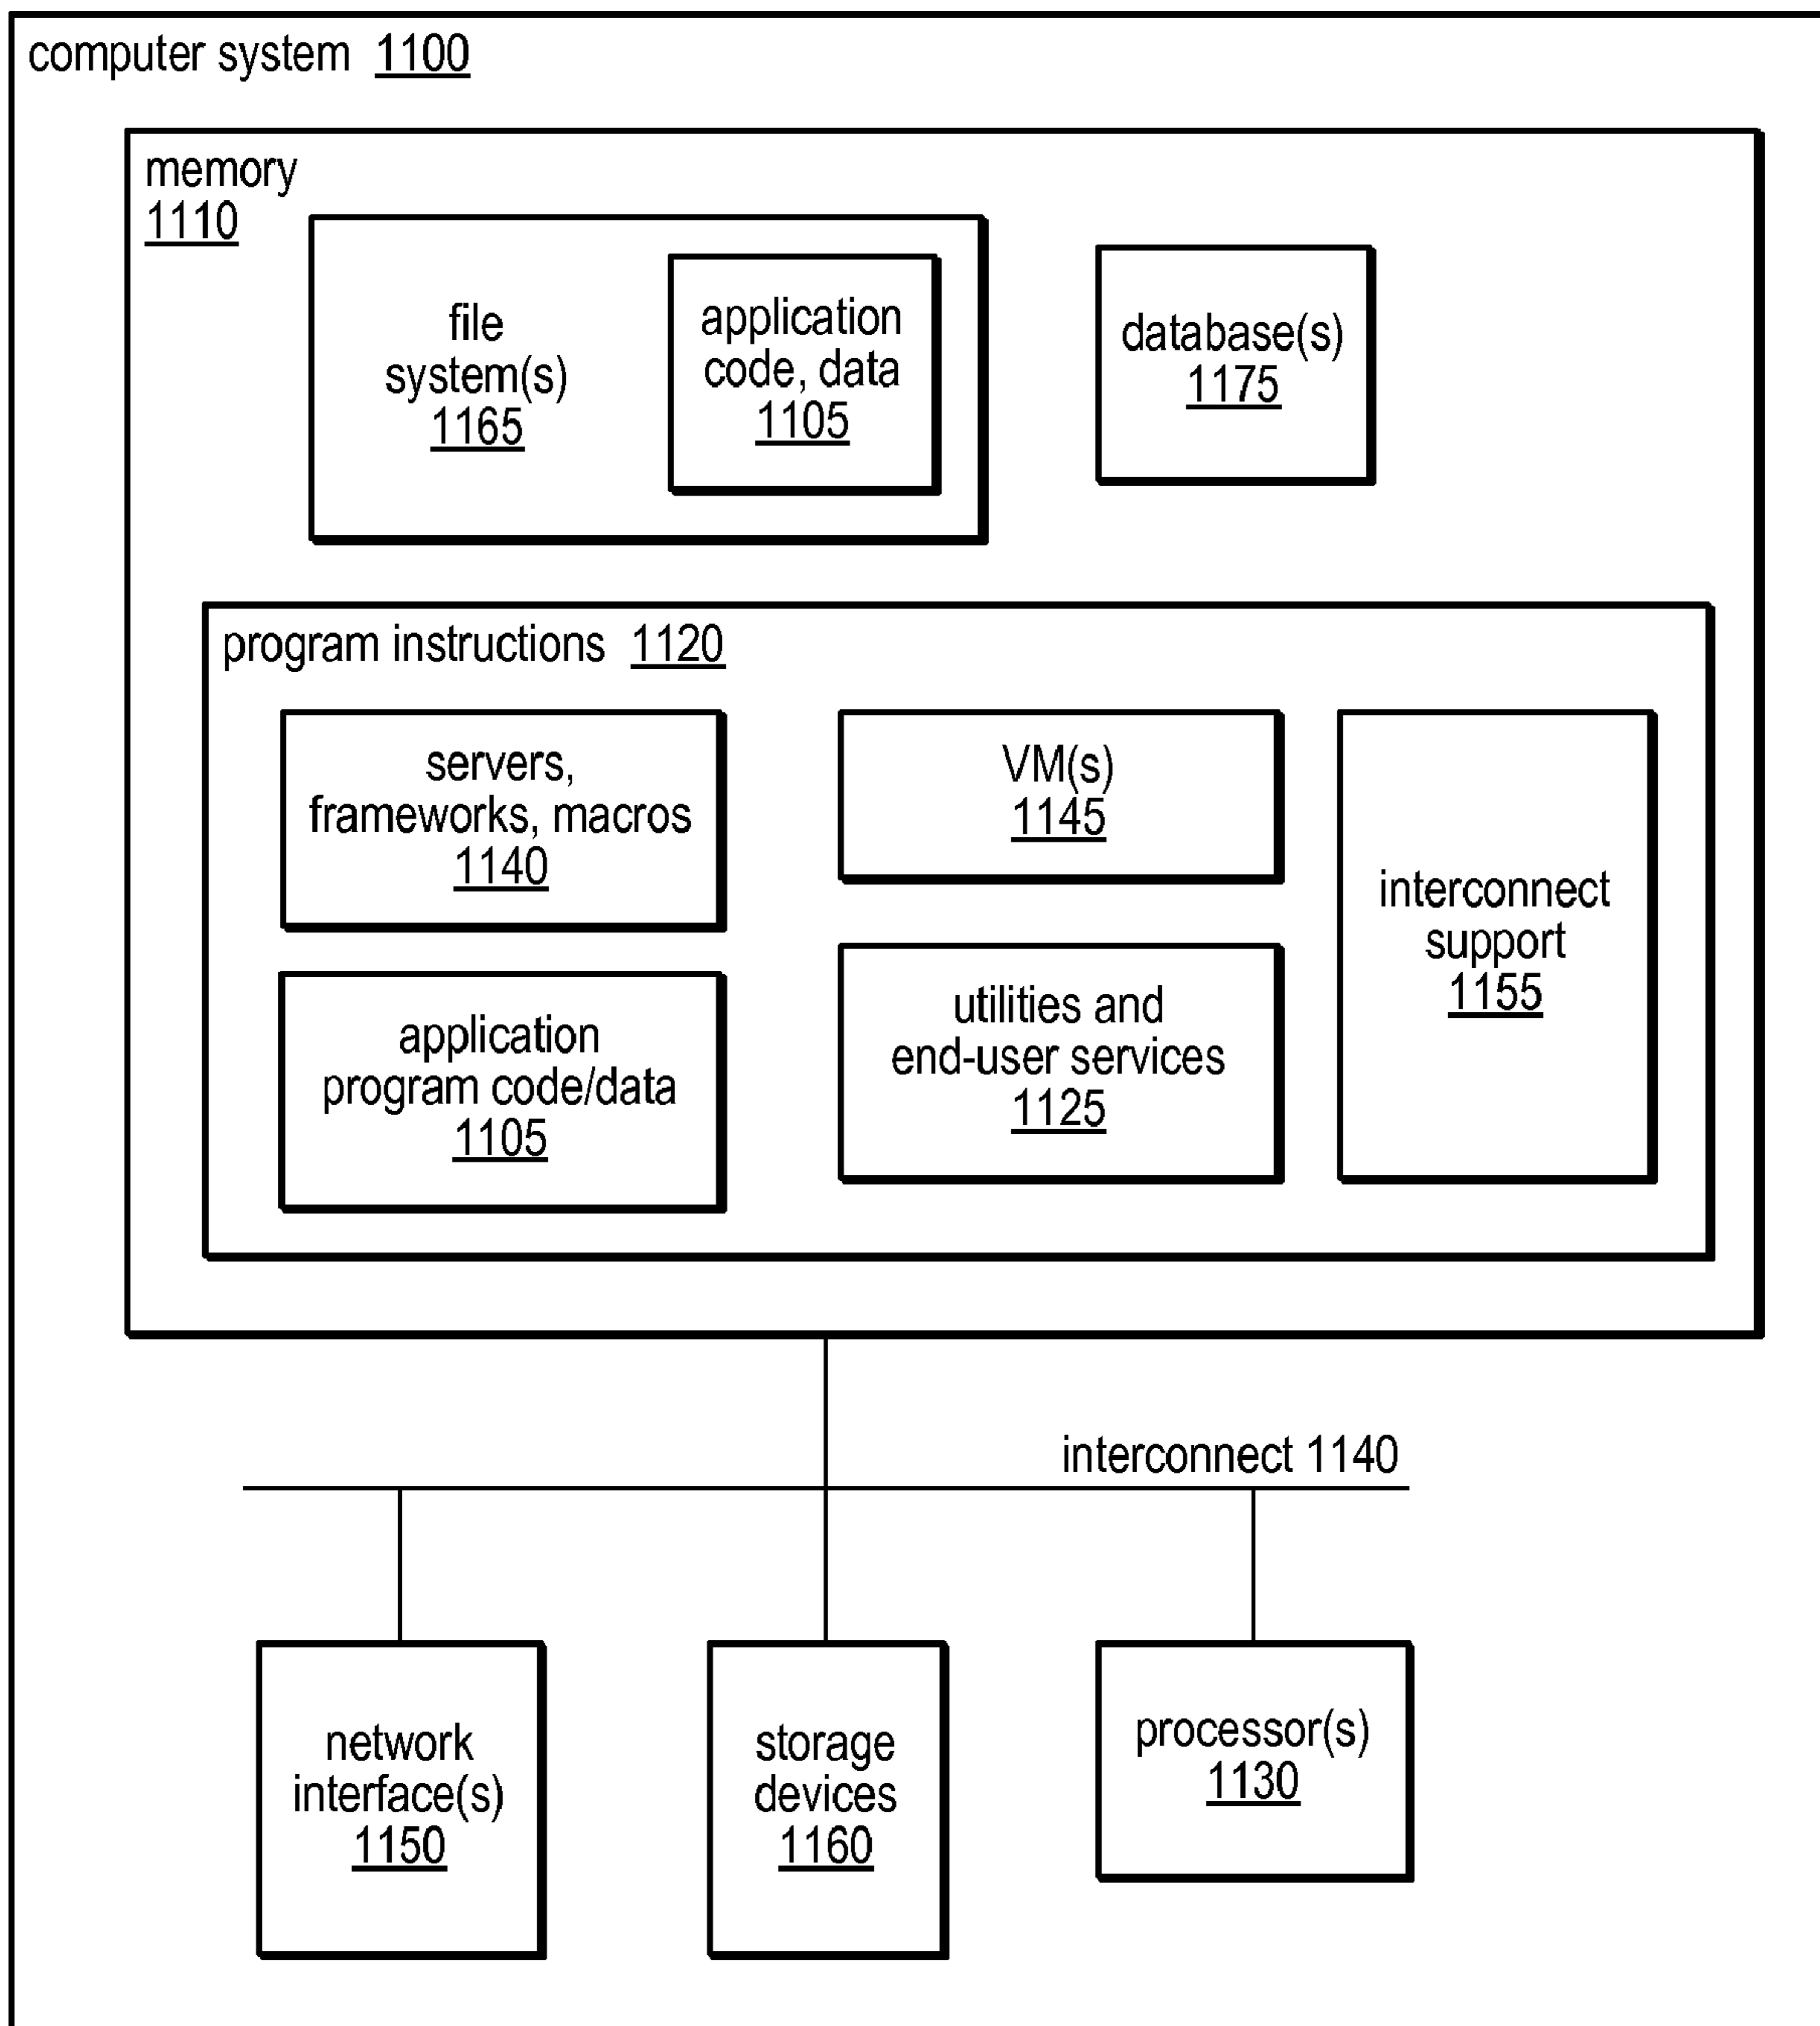 computer system 1100
memory
1110
file
system(s)
1165
application
code, data
1105
database(s)
1175
program instructions 1120
servers,
frameworks, macros
1140
VM(s)
1145
interconnect
support
1155
application
program code/data
1105
utilities and
end-user services
1125
interconnect 1140
network
interface(s)
1150
storage
devices
1160
processor(s)
1130